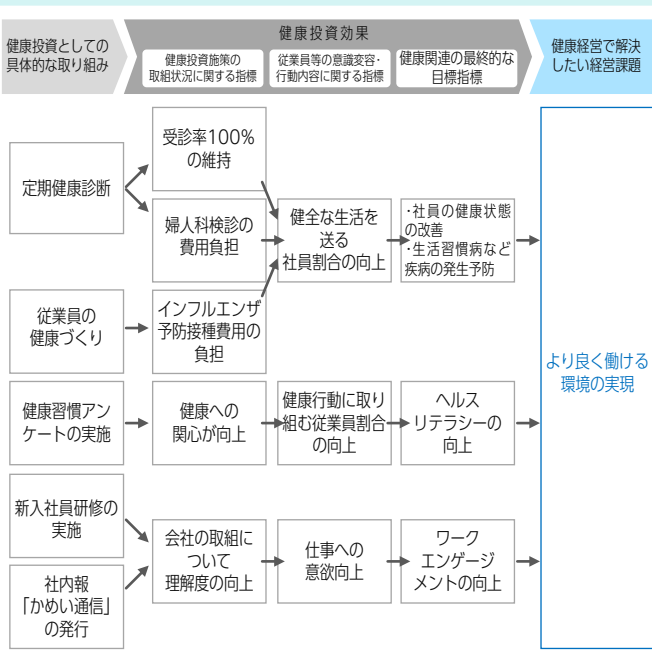 健康投資としての
具体的な取り組み
健康投資効果
健康投資施策の
取組状況に関する指標
従業員等の意識変容・
行動内容に関する指標
健康関連の最終的な
目標指標
健康経営で解決
したい経営課題
定期健康診断
受診率100%
の維持
婦人科検診の
費用負担
健全な生活を
送る
社員割合の向上
・社員の健康状態
の改善
・生活習慣病など
疾病の発生予防
従業員の
健康づくり
インフルエンザ
予防接種費用の
負担
より良く働ける
環境の実現
健康習慣アン
ケートの実施
健康への
関心が向上
健康行動に取り
組む従業員割合
の向上
ヘルス
リテラシーの
向上
新入社員研修の
実施
社内報
「かめい通信」
の発行
会社の取組に
ついて
理解度の向上
仕事への
意欲向上
ワーク
エンゲージ
メントの向上